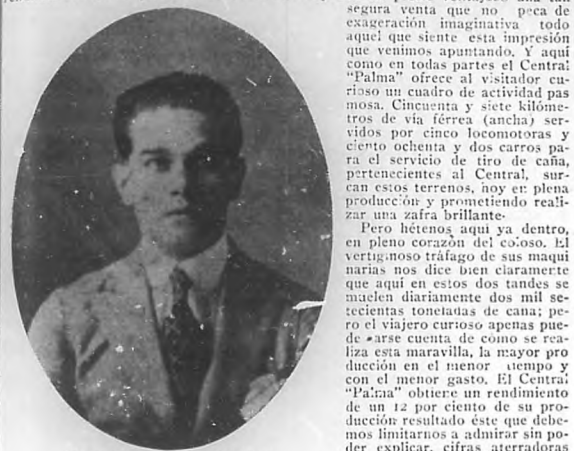 segura venta que no peca de
exageración imaginativa todo
aquel que siente esta impresión
que venimos apuntando. Y aquí
como en todas partes el Central
"Palma" ofrece al visitador cu-
rioso un cuadro de actividad pas
mosa. Cincuenta y siete kilóme-
tros de vía férrea (ancha) ser-
vidos por cinco locomotoras y
ciento ochenta y dos carros pa-
ra el servicio de tiro de caña,
pertenecientes al Central, sur-
can estos terrenos, hoy en plena
producción y prometiendo reali-
zar una zafra brillante.
Pero hétenos aquí ya dentro,
en pleno corazón del coloso. El
vertiginoso tráfago de sus maqui
narias nos dice bien claramente
que aquí en estos dos tandes se
muelen diariamente dos mil se-
tecientas toneladas de cana; pe-
ro el viajero curioso apenas pue-
de darse cuenta de cómo se rea-
liza esta maravilla, la mayor pro
ducción en el menor tiempo y
con el menor gasto. El Central
"Palma" obtiene un rendimiento
de un 12 por ciento de su pro-
ducción resultado éste que debe-
mos limitarnos a admirar sin po-
der explicar, cifras aterradoras